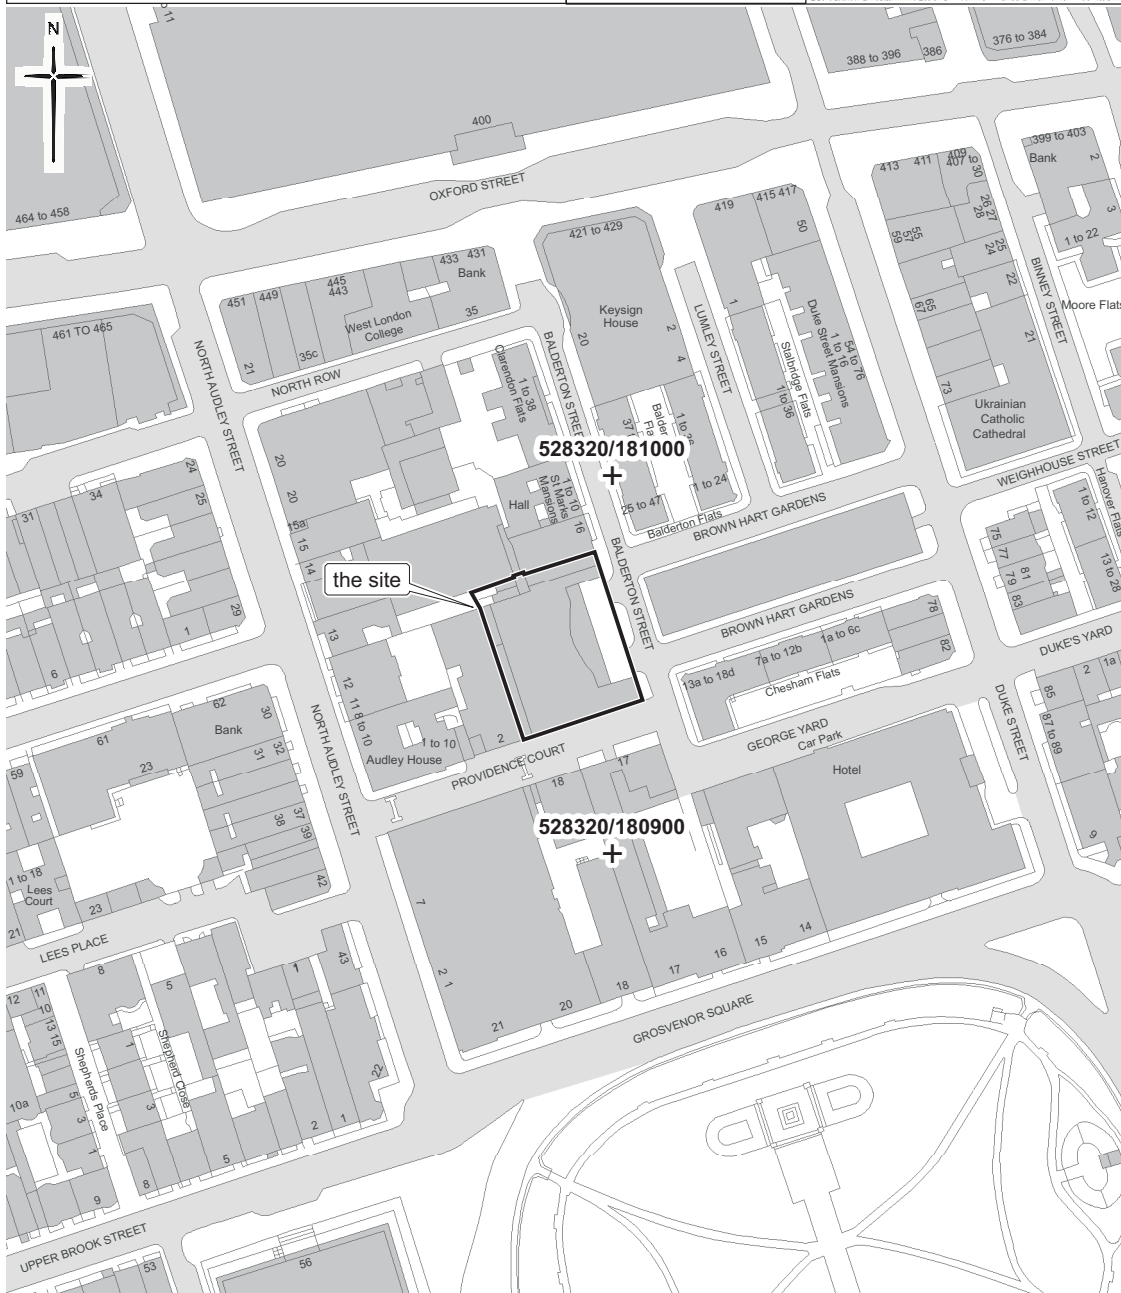 to 11
N
376 to 384
388 to 396
386
400
OXFORD STREET
464 to 458
399 to 403
Bank
2
3
1 to 22
413
411
409
407 to
30
26 27
28
25
24
22
55
57
59
65
67
73
21
BINNEY STREET
Moore Flats
Ukrainian
Catholic
Cathedral
WEIGHHOUSE STREET
419
415 417
50
421 to 429
Keysign
House
20
2
4
1
LUMLEY STREET
Stalbridge Flats
1 to 36
Duke Street Mansions
1 to 16
54 to 76
433 431
Bank
445
443
451
449
West London
College
35
35c
21
NORTH ROW
461 TO 465
NORTH AUDLEY STREET
BALDERTON STREET
Clarendon Flats
1 to 38
528320/181000
25 to 47
1 to 24
Balderton Flats
BROWN HART GARDENS
Hall
1 to 10
St Marks
Mansions
16
20
20
15a
15
14
24
25
34
31
29
1
6
the site
BALDERTON STREET
BROWN HART GARDENS
13a to 18d
7a to 12b
1a to 6c
78
82
Chesham Flats
75
77
79
81
83
1 to 12
Hanover Flats
13 to 28
DUKE'S YARD
2
1a
85
87 to 89
9
DUKE STREET
GEORGE YARD
Car Park
Hotel
13
12
11
8 to 10
1 to 10
Audley House
2
PROVIDENCE COURT
18
17
528320/180900
NORTH AUDLEY STREET
62
30
Bank
32
31
61
23
59
37
38
39
42
1 to 18
Lees
Court
23
21
LEES PLACE
7
2
1
21
20
18
17
16
15
14
GROSVENOR SQUARE
8
5
1
43
12
11
10
13 15
Shepherds Place
Shepherd Close
1
3
10a
5
3
1
22
9
8
5
2
1
UPPER BROOK STREET
53
56